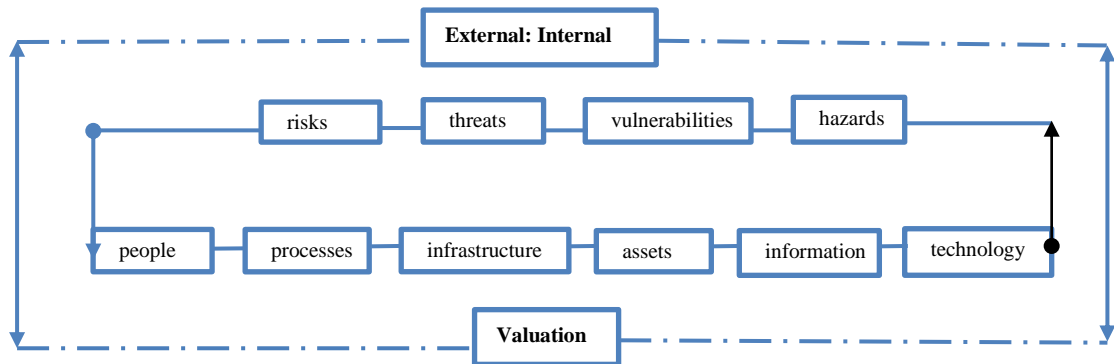 External: Internal
risks threats vulnerabilities hazards
people processes infrastructure assets information technology
Valuation